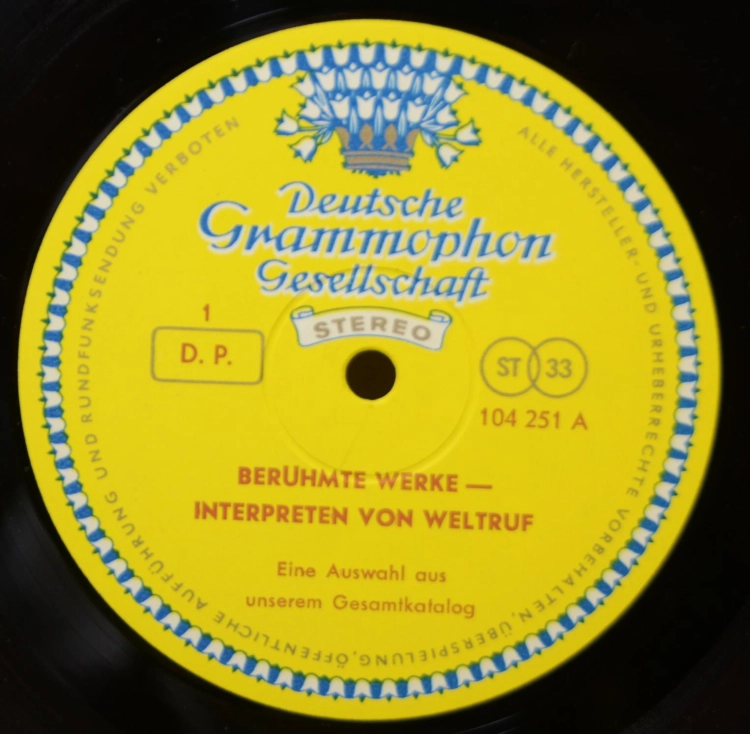 Deutsche
Grammophon
Gesellschaft
STEREO
1
D. P.
ST 33
104 251 A
BERÜHMTE WERKE —
INTERPRETEN VON WELTRUF
Eine Auswahl aus
unserem Gesamtkatalog
ALLE HERSTELLER- UND URHEBERRECHTE VORBEHALTEN, ÜBERSPIELUNG, ÖFFENTLICHE AUFFÜHRUNG UND RUNDFUNKSENDUNG VERBOTEN